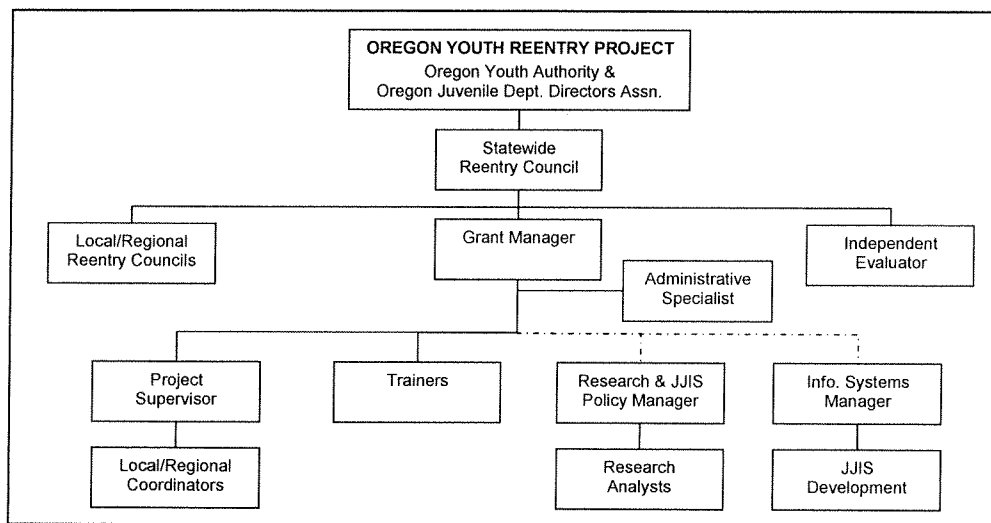 OREGON YOUTH REENTRY PROJECT
Oregon Youth Authority &
Oregon Juvenile Dept. Directors Assn.
Statewide
Reentry Council
Local/Regional
Reentry Councils
Grant Manager
Independent
Evaluator
Administrative
Specialist
Project
Supervisor
Trainers
Research & JJIS
Policy Manager
Info. Systems
Manager
Local/Regional
Coordinators
Research
Analysts
JJIS
Development